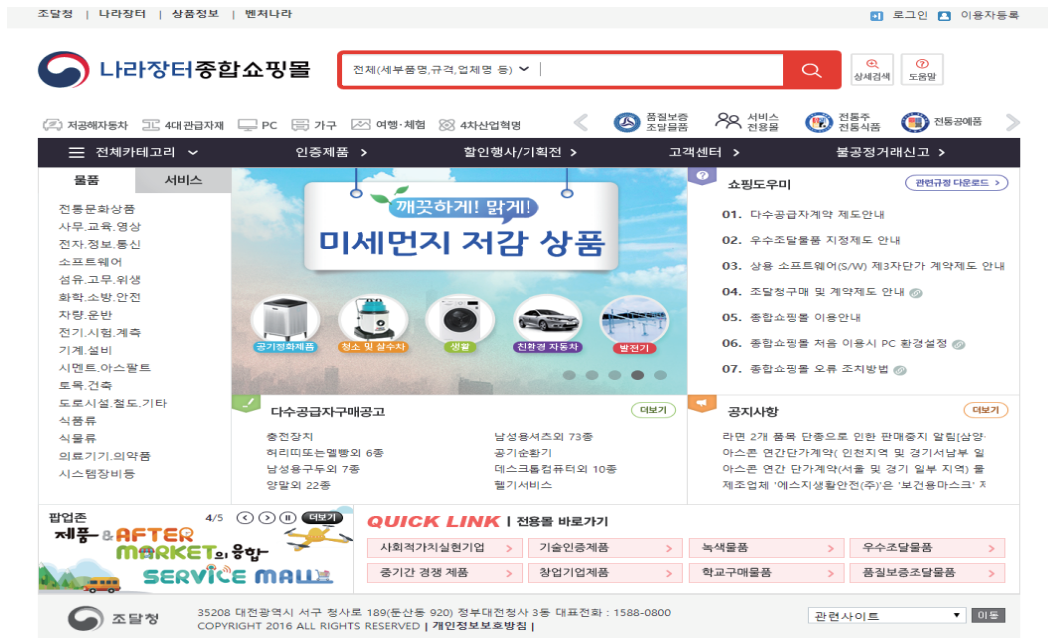 조달청 | 나라장터 | 상품정보 | 벤처나라
로그인 이용자등록
나라장터종합쇼핑몰
전체(세부품명,규격,업체명 등)
상세검색
도움말
저공해자동차 4대관급자재 PC 가구 여행·체험 4차산업혁명
품질보증
조달물품
서비스
전용몰
전통주
전통식품
전통공예품
전체카테고리 인증제품 > 할인행사/기획전 > 고객센터 > 불공정거래신고 >
물품 서비스
전통문화상품
사무.교육.영상
전자.정보.통신
소프트웨어
섬유.고무.위생
화학.소방.안전
차량.운반
전기.시험.계측
기계.설비
시멘트.아스팔트
토목.건축
도로시설.철도.기타
식품류
식물류
의료기기.의약품
시스템장비등
깨끗하게! 맑게!
미세먼지 저감 상품
공기정화제품 청소 및 살수차 생활 친환경 자동차 발전기
쇼핑도우미 관련규정 다운로드 >
01. 다수공급자계약 제도안내
02. 우수조달물품 지정제도 안내
03. 상용 소프트웨어(S/W) 제3자단가 계약제도 안내
04. 조달청구매 및 계약제도 안내
05. 종합쇼핑몰 이용안내
06. 종합쇼핑몰 처음 이용시 PC 환경설정
07. 종합쇼핑몰 오류 조치방법
다수공급자구매공고 더보기
충전장치 남성용셔츠외 73종
허리띠또는멜빵외 6종 공기순환기
남성용구두외 7종 데스크톱컴퓨터외 10종
양말외 22종 헬기서비스
공지사항 더보기
라면 2개 품목 단종으로 인한 판매중지 알림[삼양
아스콘 연간단가계약( 인천지역 및 경기서남부 일
아스콘 연간 단가계약(서울 및 경기 일부 지역) 물
제조업체 '에스지생활안전(주)'은 '보건용마스크'
팝업존 4/5 더보기
제품 & AFTER
MARKET의 융합
SERVICE MALL
QUICK LINK | 전용몰 바로가기
사회적가치실현기업 > 기술인증제품 > 녹색물품 > 우수조달물품 >
중기간 경쟁 제품 > 창업기업제품 > 학교구매물품 > 품질보증조달물품 >
조달청
35208 대전광역시 서구 청사로 189(둔산동 920) 정부대전청사 3동 대표전화 : 1588-0800
COPYRIGHT 2016 ALL RIGHTS RESERVED | 개인정보보호방침 |
관련사이트 이동